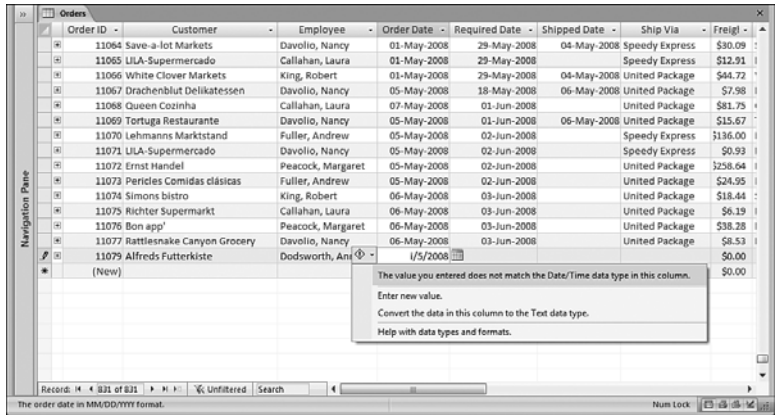 Orders
Order ID Customer Employee Order Date Required Date Shipped Date Ship Via Freigl
11064 Save-a-lot Markets Davolio, Nancy 01-May-2008 29-May-2008 04-May-2008 Speedy Express $30.09
11065 LILA-Supermercado Callahan, Laura 01-May-2008 29-May-2008 Speedy Express $12.91
11066 White Clover Markets King, Robert 01-May-2008 29-May-2008 04-May-2008 United Package $44.72
11067 Drachenblut Delikatessen Davolio, Nancy 05-May-2008 18-May-2008 06-May-2008 United Package $7.98
11068 Queen Cozinha Callahan, Laura 07-May-2008 01-Jun-2008 United Package $81.75
11069 Tortuga Restaurante Davolio, Nancy 05-May-2008 01-Jun-2008 06-May-2008 United Package $15.67
11070 Lehmanns Marktstand Fuller, Andrew 05-May-2008 02-Jun-2008 Speedy Express $136.00
11071 LILA-Supermercado Davolio, Nancy 05-May-2008 02-Jun-2008 Speedy Express $0.93
11072 Ernst Handel Peacock, Margaret 05-May-2008 02-Jun-2008 United Package $258.64
11073 Pericles Comidas clásicas Fuller, Andrew 05-May-2008 02-Jun-2008 United Package $24.95
11074 Simons bistro King, Robert 06-May-2008 03-Jun-2008 United Package $18.44
11075 Richter Supermarkt Callahan, Laura 06-May-2008 03-Jun-2008 United Package $6.19
11076 Bon app' Peacock, Margaret 06-May-2008 03-Jun-2008 United Package $38.28
11077 Rattlesnake Canyon Grocery Davolio, Nancy 06-May-2008 03-Jun-2008 United Package $8.53
11079 Alfreds Futterkiste Dodsworth, Ann i/5/2008 $0.00
(New) $0.00
The value you entered does not match the Date/Time data type in this column.
Enter new value.
Convert the data in this column to the Text data type.
Help with data types and formats.
Navigation Pane
Record: 831 of 831 Unfiltered Search
The order date in MM/DD/YYYY format. Num Lock